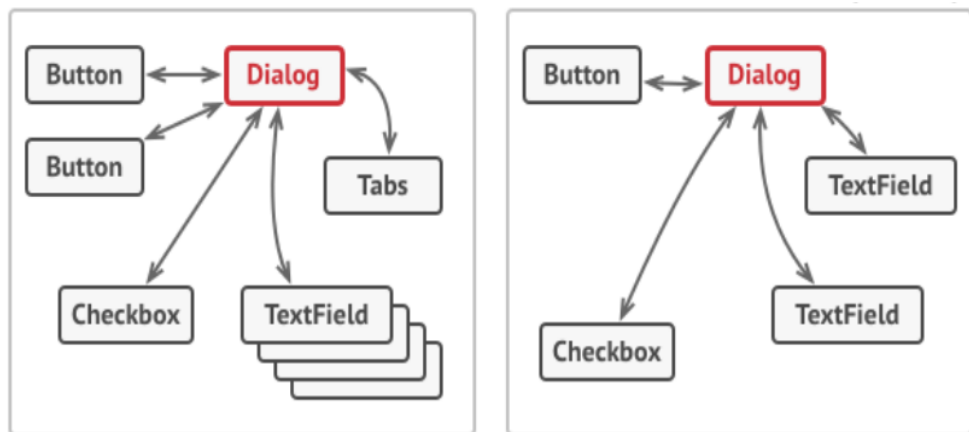 Button
Dialog
Button
Tabs
Checkbox
TextField
Button
Dialog
TextField
TextField
Checkbox